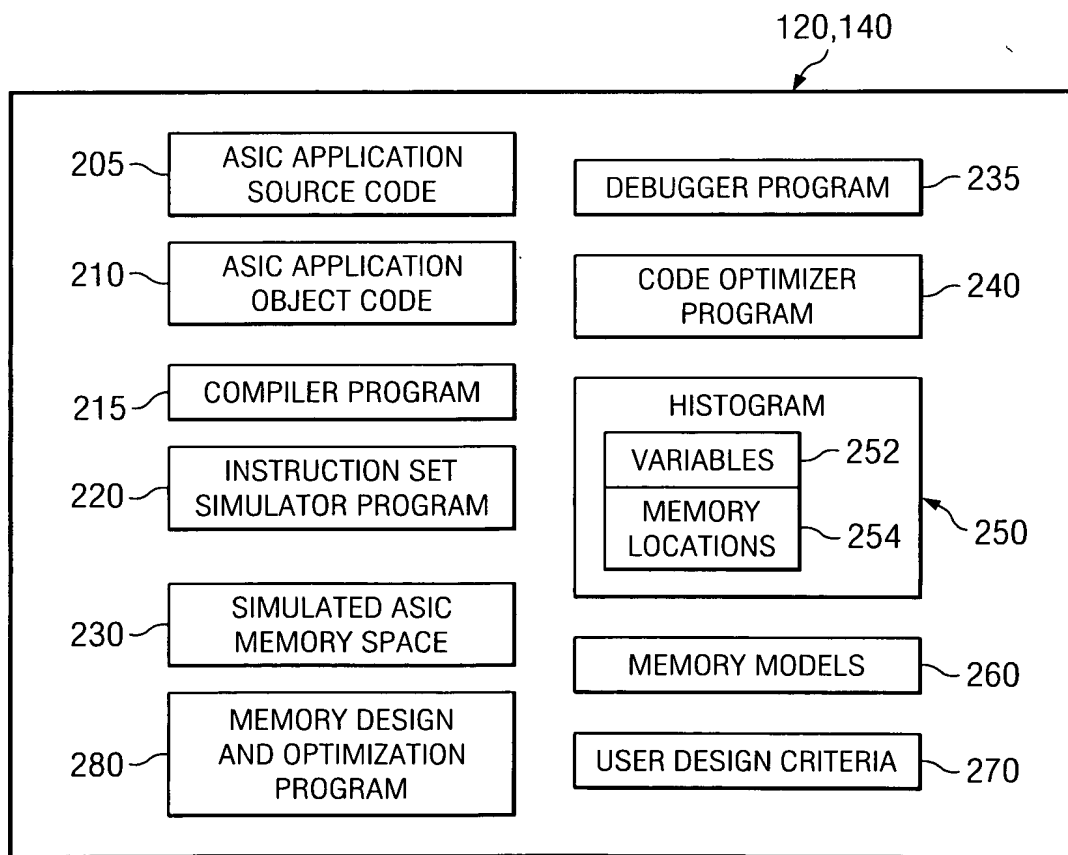 120,140
205
ASIC APPLICATION
SOURCE CODE
210
ASIC APPLICATION
OBJECT CODE
215
COMPILER PROGRAM
220
INSTRUCTION SET
SIMULATOR PROGRAM
230
SIMULATED ASIC
MEMORY SPACE
280
MEMORY DESIGN
AND OPTIMIZATION
PROGRAM
DEBUGGER PROGRAM
235
CODE OPTIMIZER
PROGRAM
240
HISTOGRAM
VARIABLES
252
MEMORY
LOCATIONS
254
250
MEMORY MODELS
260
USER DESIGN CRITERIA
270